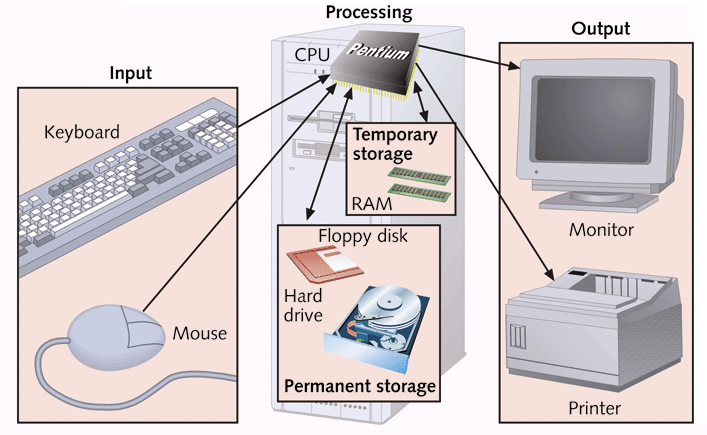 Processing
Output
CPU
Pentium
Input
Keyboard
Temporary
storage
RAM
Monitor
Floppy disk
Hard
drive
Mouse
Permanent storage
Printer